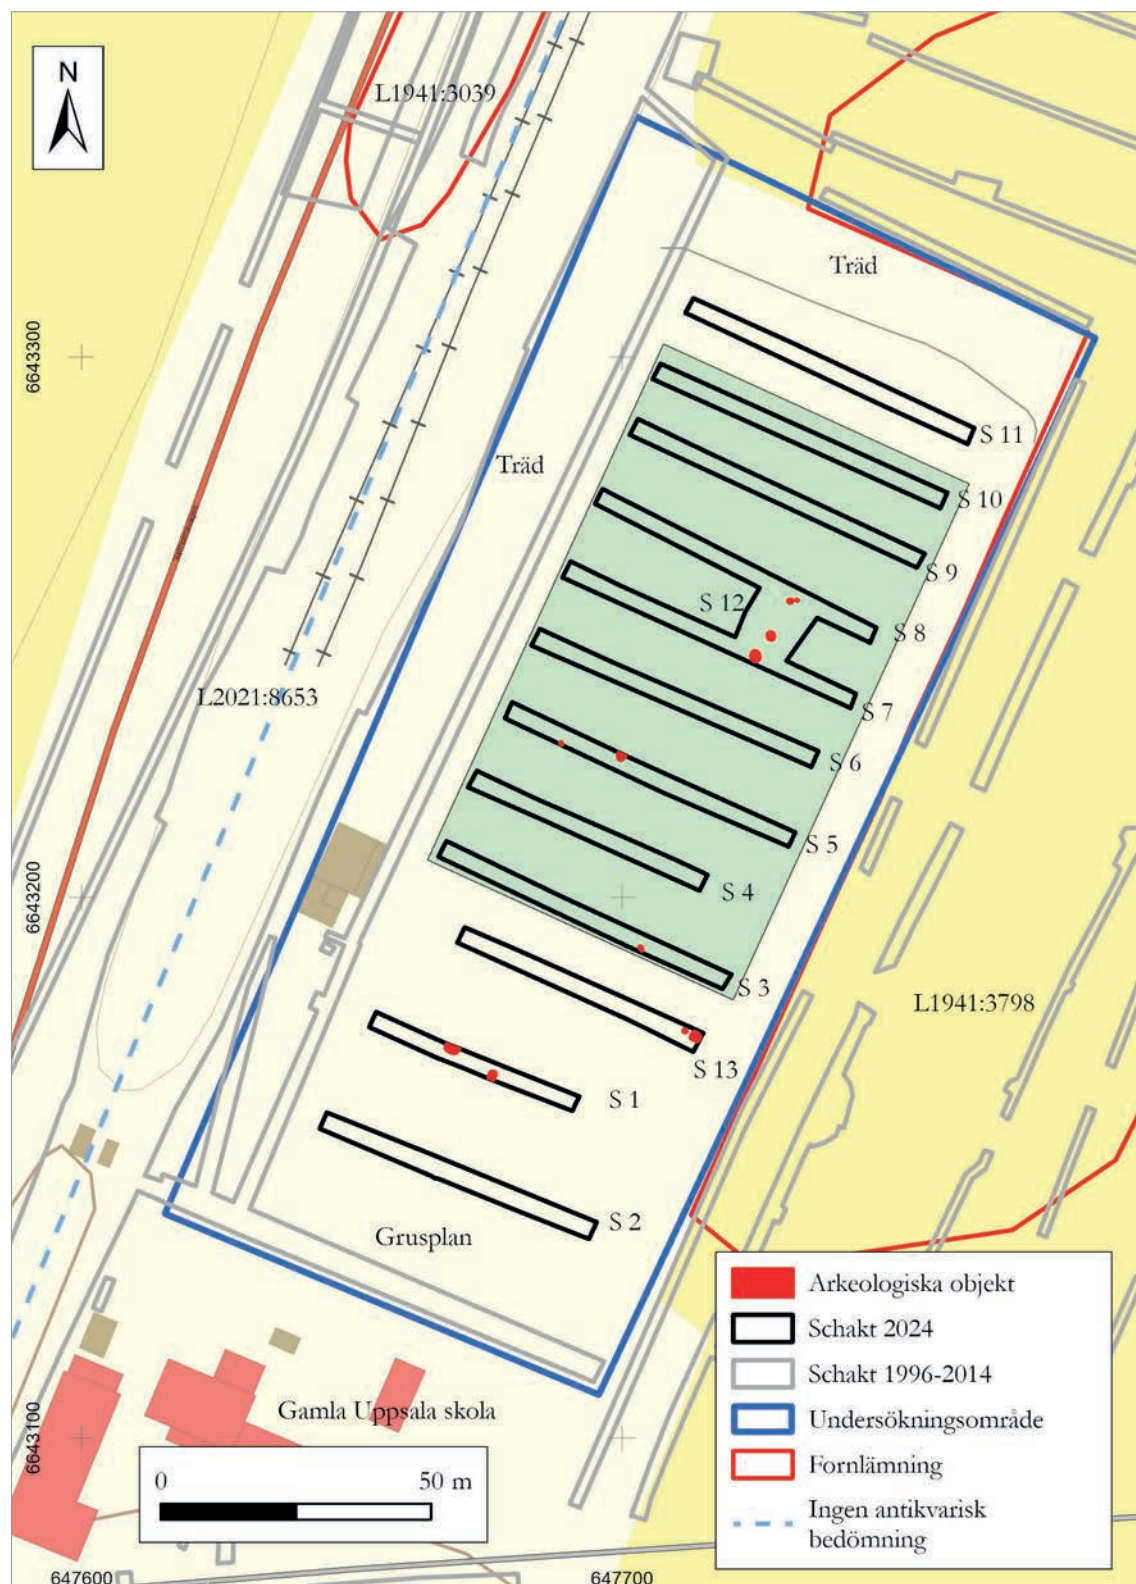 N
L1941:3039
Träd
6643300
S 11
Träd
S 10
S 9
S 12
S 8
L2021:8653
S 7
S 6
S 5
S 4
6643200
S 3
L1941:3798
S 13
S 1
S 2
Grusplan
Arkeologiska objekt
Schakt 2024
Schakt 1996-2014
Undersökningsområde
Fornlämning
Ingen antikvarisk
bedömning
Gamla Uppsala skola
6643100
0
50 m
647600
647700